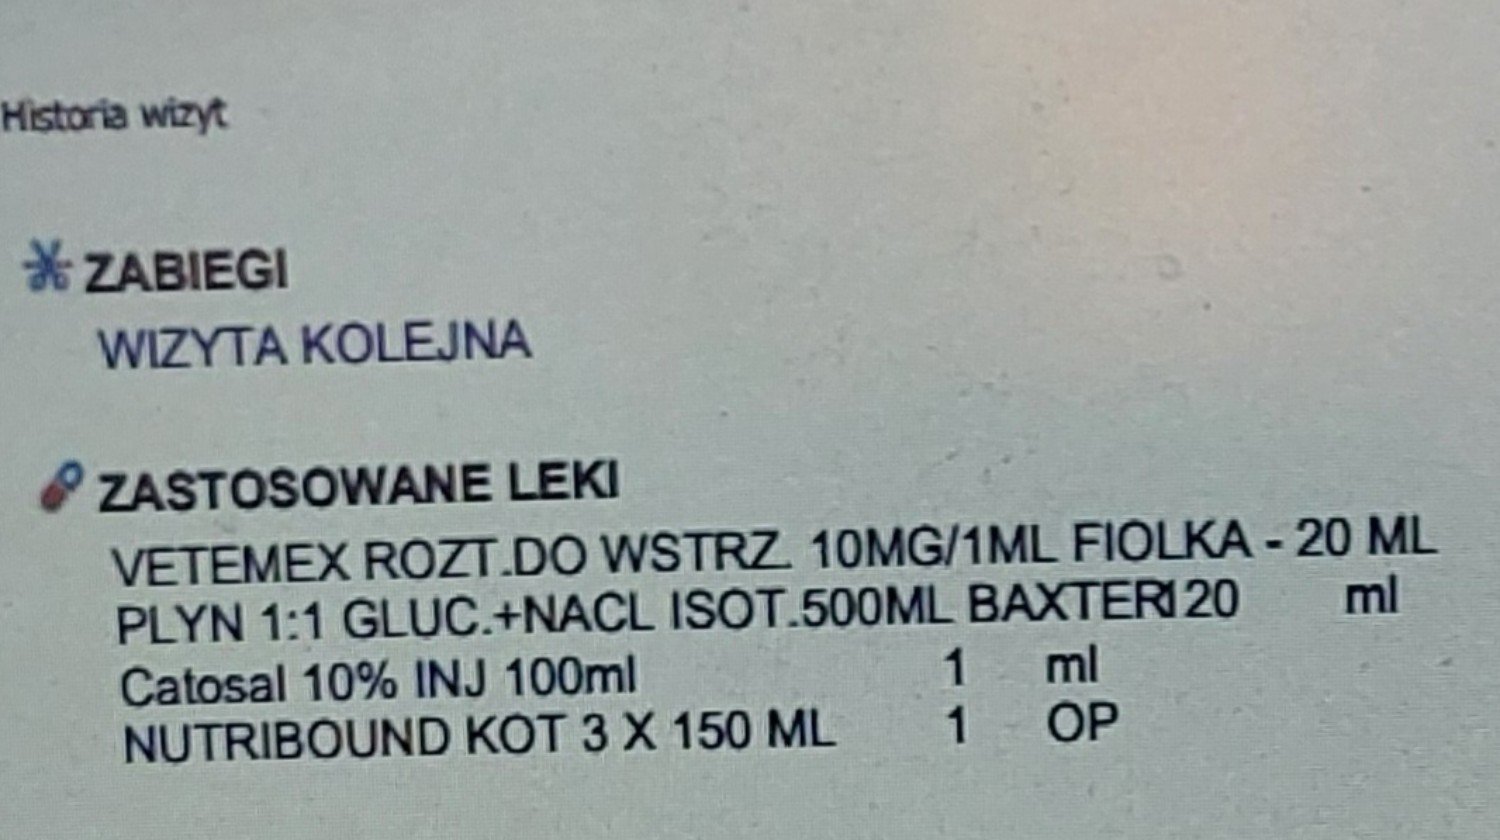 Historia wizyt
ZABIEGI
WIZYTA KOLEJNA
ZASTOSOWANE LEKI
VETEMEX ROZT.DO WSTRZ. 10MG/1ML FIOLKA - 20 ML
PLYN 1:1 GLUC.+NACL ISOT.500ML BAXTER 120 ml
Catosal 10% INJ 100ml 1 ml
NUTRIBOUND KOT 3 X 150 ML 1 OP